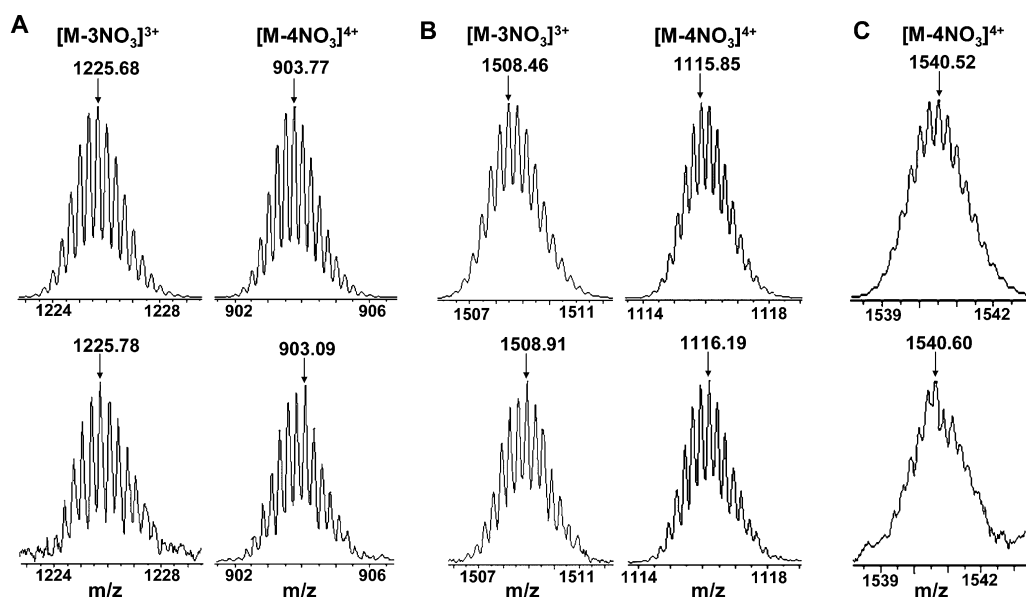 A [M-3NO3]3+ [M-4NO3]4+ B [M-3NO3]3+ [M-4NO3]4+ C [M-4NO3]4+
1225.68 903.77 1508.46 1115.85 1540.52
1224 1228 902 906 1507 1511 1114 1118 1539 1542
1225.78 903.09 1508.91 1116.19 1540.60
1224 1228 902 906 1507 1511 1114 1118 1539 1542
m/z m/z m/z m/z m/z